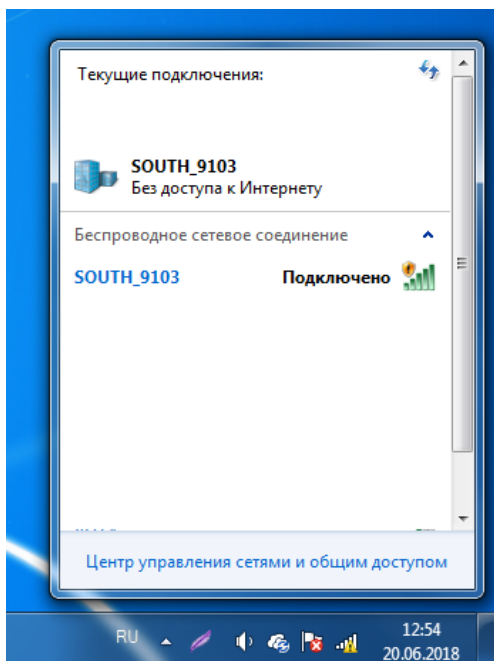 Текущие подключения:
SOUTH_9103
Без доступа к Интернету
Беспроводное сетевое соединение
SOUTH_9103 Подключено
Центр управления сетями и общим доступом
RU 12:54
20.06.2018